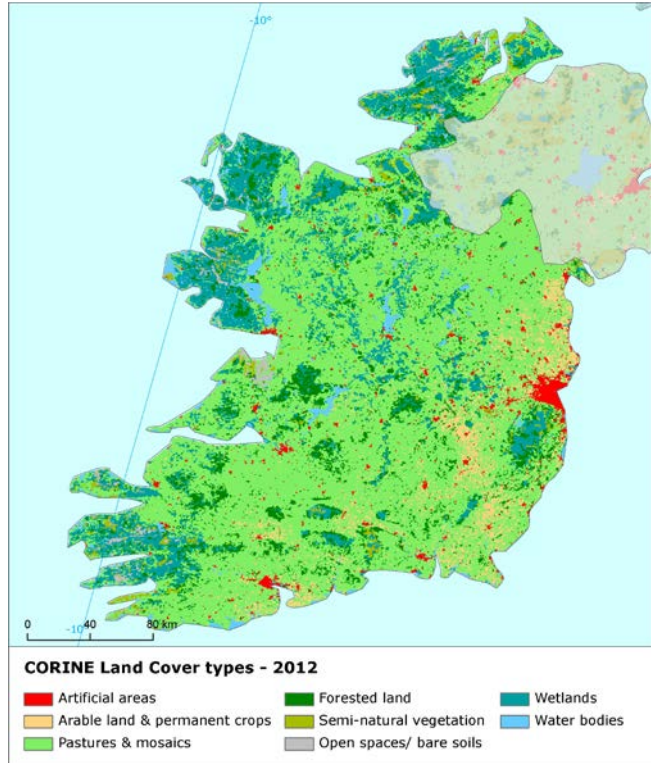 -10°
-10
0 40 80 km
CORINE Land Cover types - 2012
Artificial areas
Forested land
Wetlands
Arable land & permanent crops
Semi-natural vegetation
Water bodies
Pastures & mosaics
Open spaces/ bare soils